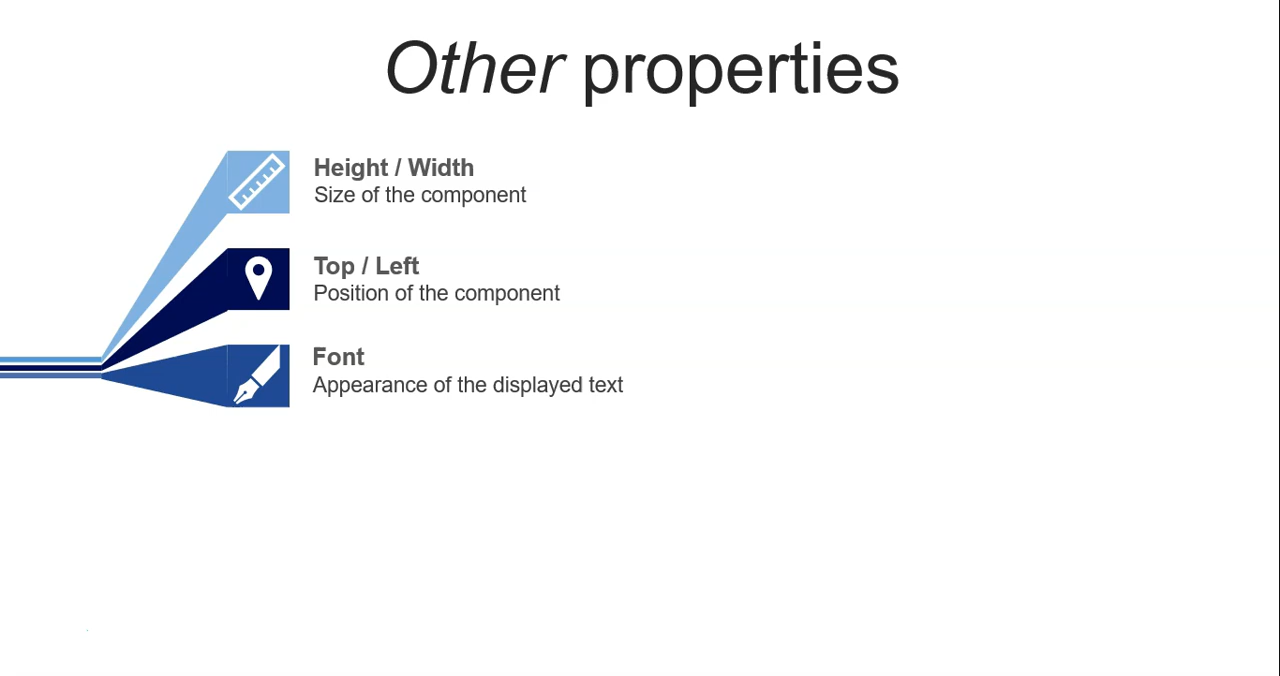 Other properties
Height / Width
Size of the component
Top / Left
Position of the component
Font
Appearance of the displayed text